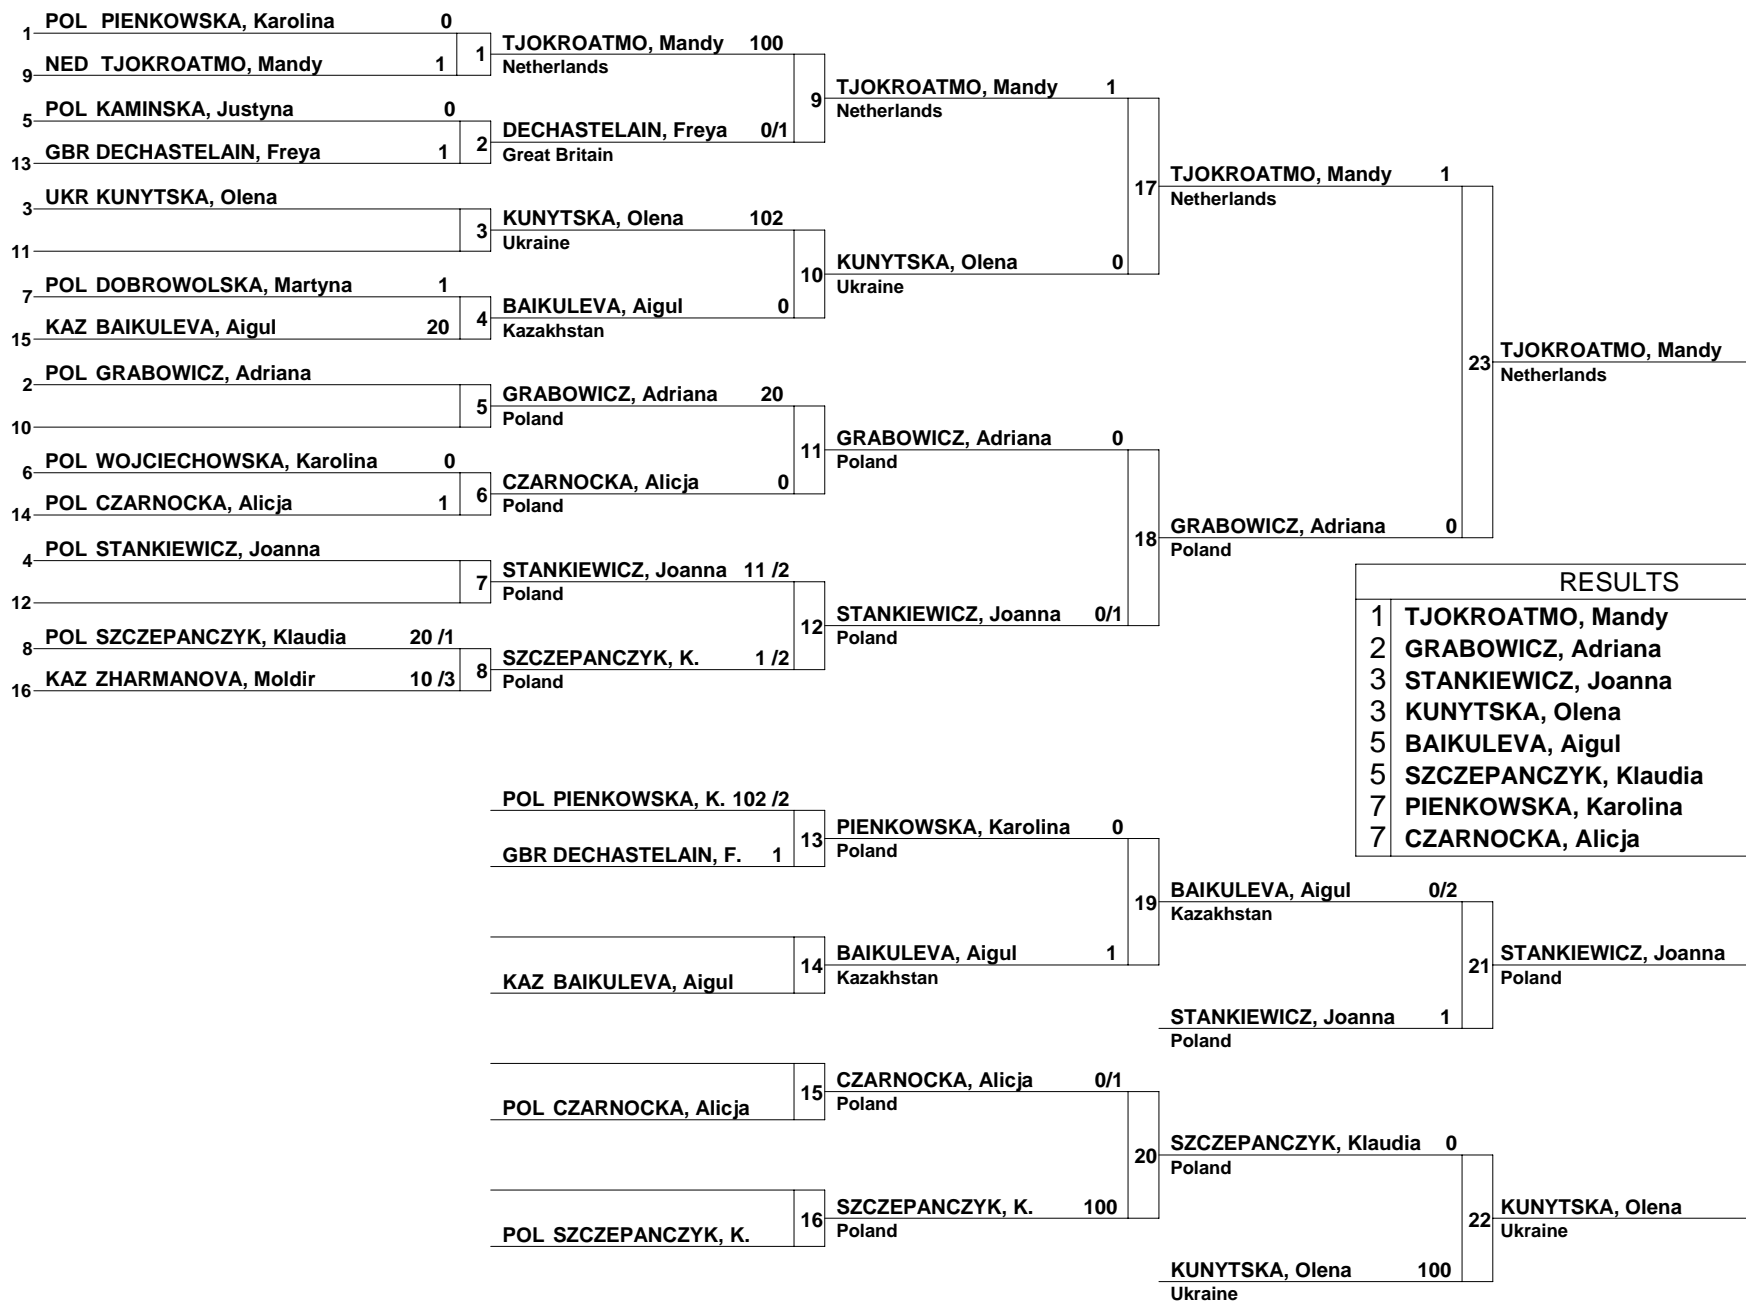 1 POL PIENKOWSKA, Karolina 0
9 NED TJOKROATMO, Mandy 1
1 TJOKROATMO, Mandy 100
Netherlands
5 POL KAMINSKA, Justyna 0
13 GBR DECHASTELAIN, Freya 1
2 DECHASTELAIN, Freya 0/1
Great Britain
9 TJOKROATMO, Mandy 1
Netherlands
3 UKR KUNYTSKA, Olena
11
3 KUNYTSKA, Olena 102
Ukraine
7 POL DOBROWOLSKA, Martyna 1
15 KAZ BAIKULEVA, Aigul 20
4 BAIKULEVA, Aigul 0
Kazakhstan
10 KUNYTSKA, Olena 0
Ukraine
17 TJOKROATMO, Mandy 1
Netherlands
2 POL GRABOWICZ, Adriana
10
5 GRABOWICZ, Adriana 20
Poland
6 POL WOJCIECHOWSKA, Karolina 0
14 POL CZARNOCKA, Alicja 1
6 CZARNOCKA, Alicja 0
Poland
11 GRABOWICZ, Adriana 0
Poland
4 POL STANKIEWICZ, Joanna
12
7 STANKIEWICZ, Joanna 11 /2
Poland
8 POL SZCZEPANCZYK, Klaudia 20 /1
16 KAZ ZHARMANOVA, Moldir 10 /3
8 SZCZEPANCZYK, K. 1 /2
Poland
12 STANKIEWICZ, Joanna 0/1
Poland
18 GRABOWICZ, Adriana 0
Poland
23 TJOKROATMO, Mandy
Netherlands
RESULTS
1 TJOKROATMO, Mandy
2 GRABOWICZ, Adriana
3 STANKIEWICZ, Joanna
3 KUNYTSKA, Olena
5 BAIKULEVA, Aigul
5 SZCZEPANCZYK, Klaudia
7 PIENKOWSKA, Karolina
7 CZARNOCKA, Alicja
POL PIENKOWSKA, K. 102 /2
GBR DECHASTELAIN, F. 1
13 PIENKOWSKA, Karolina 0
Poland
KAZ BAIKULEVA, Aigul
14 BAIKULEVA, Aigul 1
Kazakhstan
19 BAIKULEVA, Aigul 0/2
Kazakhstan
STANKIEWICZ, Joanna 1
Poland
21 STANKIEWICZ, Joanna
Poland
POL CZARNOCKA, Alicja
15 CZARNOCKA, Alicja 0/1
Poland
POL SZCZEPANCZYK, K.
16 SZCZEPANCZYK, K. 100
Poland
20 SZCZEPANCZYK, Klaudia 0
Poland
KUNYTSKA, Olena 100
Ukraine
22 KUNYTSKA, Olena
Ukraine